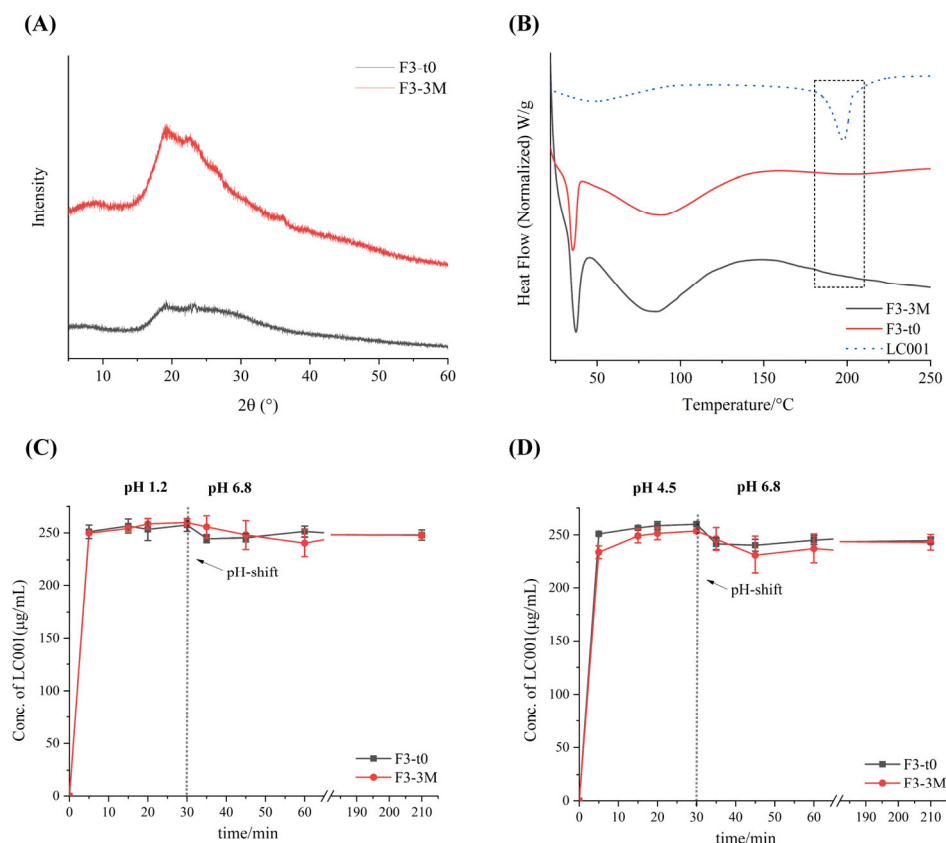 (A)
F3-t0
F3-3M
Intensity
10 20 30 40 50 60
2θ (°)
(B)
Heat Flow (Normalized) W/g
F3-3M
F3-t0
LC001
50 100 150 200 250
Temperature/°C
(C)
pH 1.2 pH 6.8
Conc. of LC001(μg/mL)
300
250
200
150
100
50
0
pH-shift
F3-t0
F3-3M
0 10 20 30 40 50 60 180 190 200 210
time/min
(D)
pH 4.5 pH 6.8
Conc. of LC001(μg/mL)
300
250
200
150
100
50
0
pH-shift
F3-t0
F3-3M
0 10 20 30 40 50 60 180 190 200 210
time/min